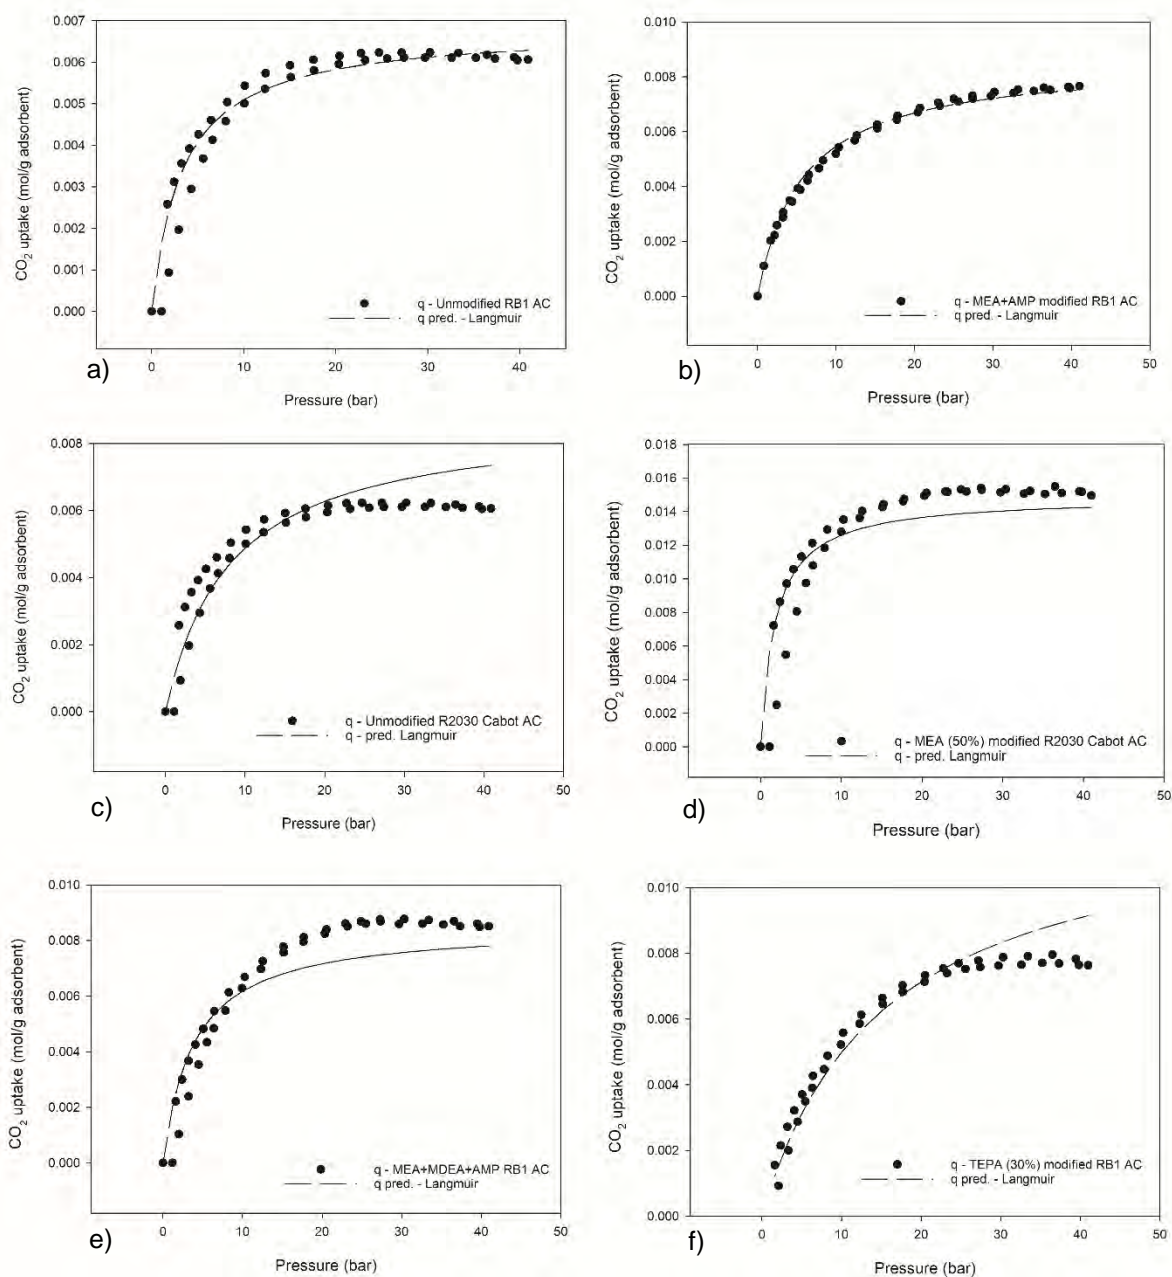 0.007
0.006
0.005
0.004
0.003
0.002
0.001
0.000
CO2 uptake (mol/g adsorbent)
q - Unmodified RB1 AC
q pred. - Langmuir
0 10 20 30 40
Pressure (bar)
a)
0.010
0.008
0.006
0.004
0.002
0.000
CO2 uptake (mol/g adsorbent)
q - MEA+AMP modified RB1 AC
q pred. - Langmuir
0 10 20 30 40 50
Pressure (bar)
b)
0.008
0.006
0.004
0.002
0.000
CO2 uptake (mol/g adsorbent)
q - Unmodified R2030 Cabot AC
q - pred. Langmuir
0 10 20 30 40 50
Pressure (bar)
c)
0.018
0.016
0.014
0.012
0.010
0.008
0.006
0.004
0.002
0.000
CO2 uptake (mol/g adsorbent)
q - MEA (50%) modified R2030 Cabot AC
q - pred. Langmuir
0 10 20 30 40 50
Pressure (bar)
d)
0.010
0.008
0.006
0.004
0.002
0.000
CO2 uptake (mol/g adsorbent)
q - MEA+MDEA+AMP RB1 AC
q pred. - Langmuir
0 10 20 30 40 50
Pressure (bar)
e)
0.010
0.008
0.006
0.004
0.002
0.000
CO2 uptake (mol/g adsorbent)
q - TEPA (30%) modified RB1 AC
q pred. - Langmuir
0 10 20 30 40 50
Pressure (bar)
f)